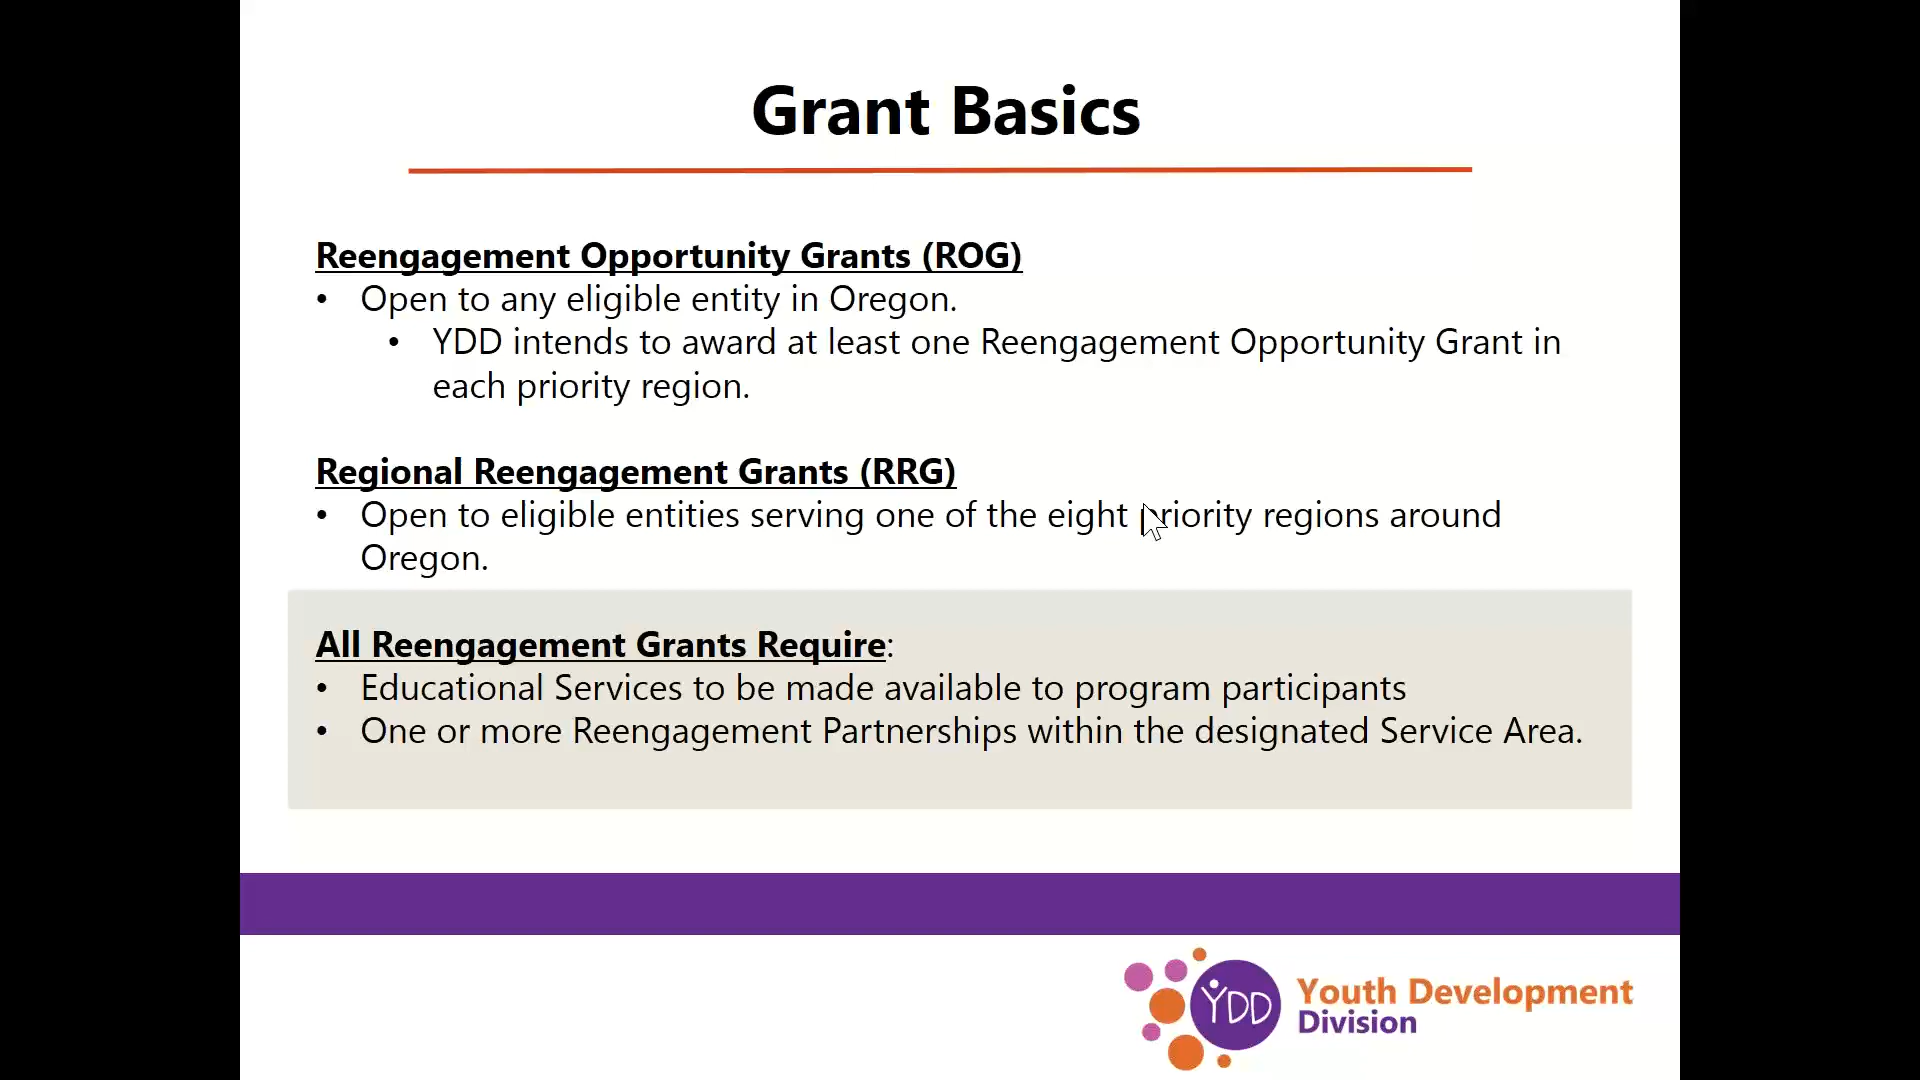 Grant Basics
Reengagement Opportunity Grants (ROG)
• Open to any eligible entity in Oregon.
• YDD intends to award at least one Reengagement Opportunity Grant in
each priority region.
Regional Reengagement Grants (RRG)
• Open to eligible entities serving one of the eight priority regions around
Oregon.
All Reengagement Grants Require:
• Educational Services to be made available to program participants
• One or more Reengagement Partnerships within the designated Service Area.
YDD
Youth Development
Division